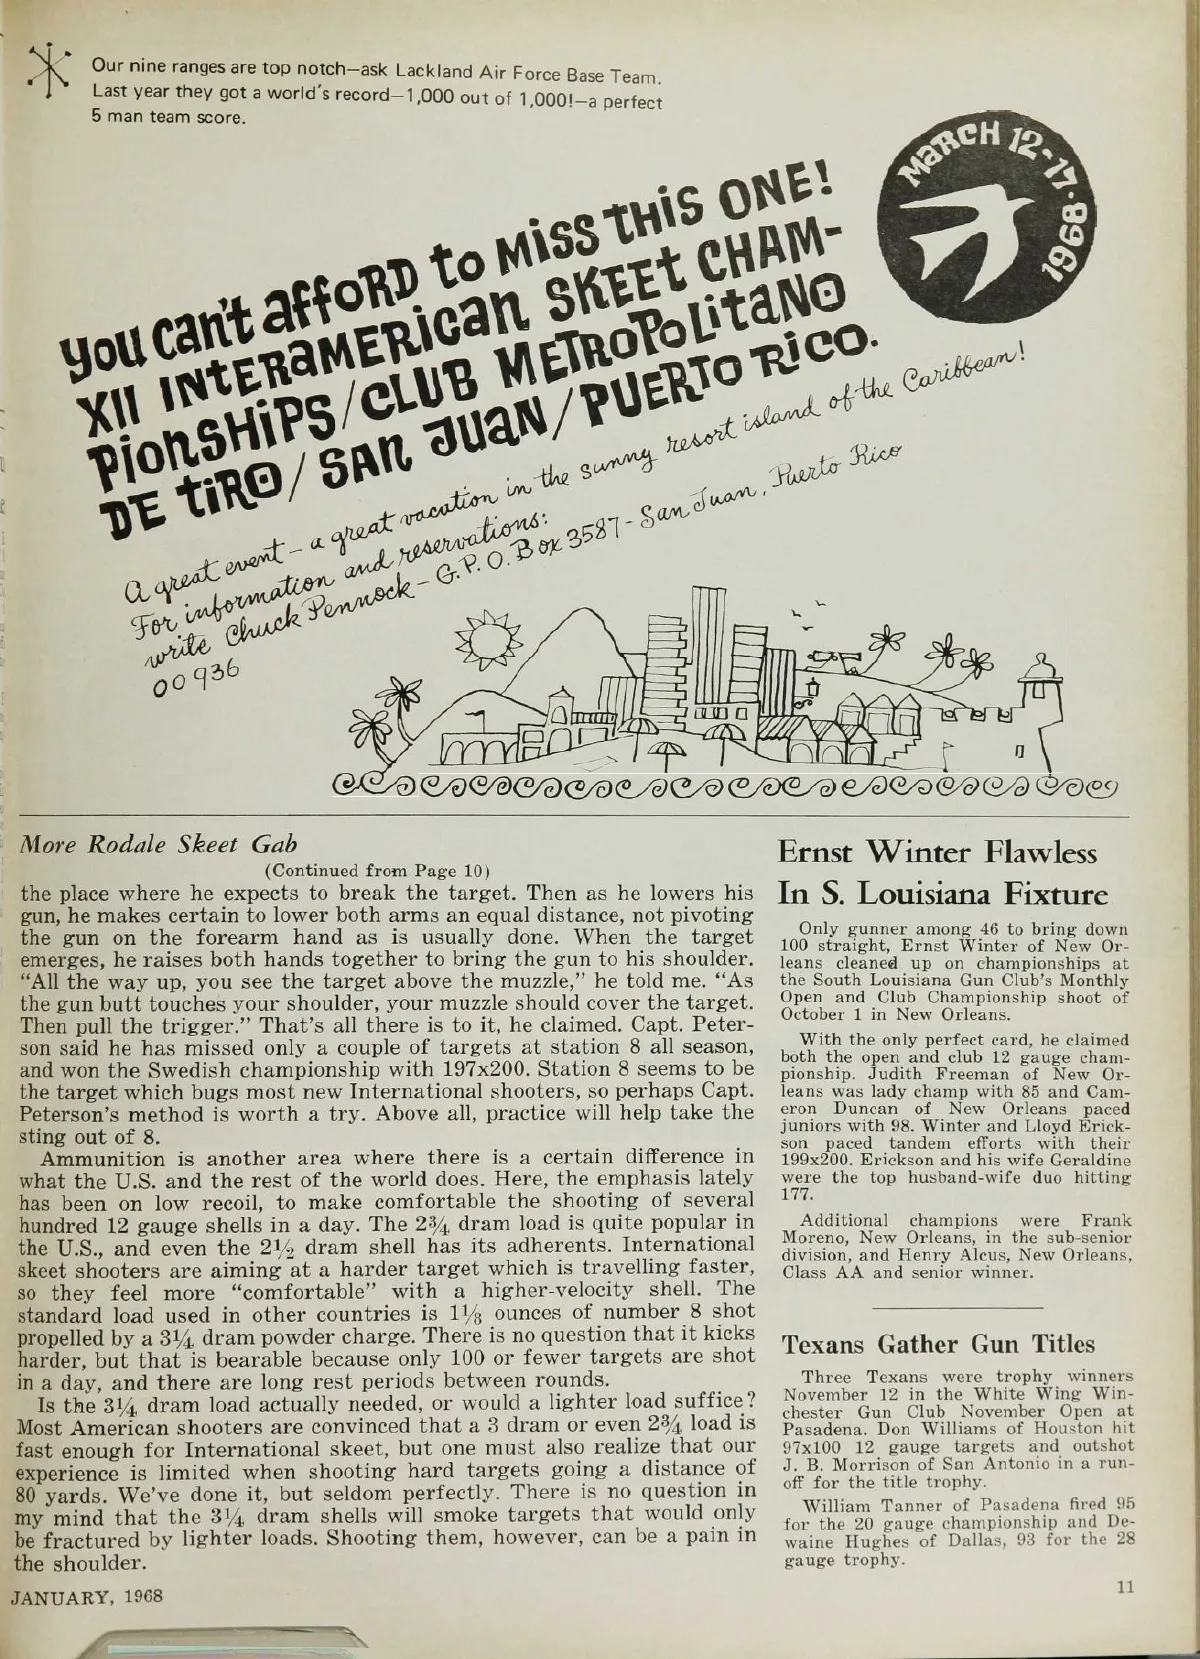 Our nine ranges are top notch—ask Lackland Air Force Base Team.
Last year they got a world's record—1,000 out of 1,000!—a perfect
5 man team score.
MaRCH 12-17-1968
you can't affoRD to Miss tHiS ONE!
XII INtERaMERiCan SKEEt CHAM-
PionSHiPS/CLUB METRoPoLitaNO
DE tiRO/SAN JuaN/PUERTO RiCO.
A great event - a great vacation in the sunny resort island of the Caribbean!
For information and reservations:
write Chuck Pennock - G.P.O. Box 3587 - San Juan, Puerto Rico
00936
More Rodale Skeet Gab
(Continued from Page 10)
the place where he expects to break the target. Then as he lowers his
gun, he makes certain to lower both arms an equal distance, not pivoting
the gun on the forearm hand as is usually done. When the target
emerges, he raises both hands together to bring the gun to his shoulder.
“All the way up, you see the target above the muzzle,” he told me. “As
the gun butt touches your shoulder, your muzzle should cover the target.
Then pull the trigger.” That’s all there is to it, he claimed. Capt. Peter-
son said he has missed only a couple of targets at station 8 all season,
and won the Swedish championship with 197x200. Station 8 seems to be
the target which bugs most new International shooters, so perhaps Capt.
Peterson’s method is worth a try. Above all, practice will help take the
sting out of 8.
Ammunition is another area where there is a certain difference in
what the U.S. and the rest of the world does. Here, the emphasis lately
has been on low recoil, to make comfortable the shooting of several
hundred 12 gauge shells in a day. The 2¾ dram load is quite popular in
the U.S., and even the 2½ dram shell has its adherents. International
skeet shooters are aiming at a harder target which is travelling faster,
so they feel more “comfortable” with a higher-velocity shell. The
standard load used in other countries is 1⅛ ounces of number 8 shot
propelled by a 3¼ dram powder charge. There is no question that it kicks
harder, but that is bearable because only 100 or fewer targets are shot
in a day, and there are long rest periods between rounds.
Is the 3¼ dram load actually needed, or would a lighter load suffice?
Most American shooters are convinced that a 3 dram or even 2¾ load is
fast enough for International skeet, but one must also realize that our
experience is limited when shooting hard targets going a distance of
80 yards. We’ve done it, but seldom perfectly. There is no question in
my mind that the 3¼ dram shells will smoke targets that would only
be fractured by lighter loads. Shooting them, however, can be a pain in
the shoulder.
Ernst Winter Flawless
In S. Louisiana Fixture
Only gunner among 46 to bring down
100 straight, Ernst Winter of New Or-
leans cleaned up on championships at
the South Louisiana Gun Club’s Monthly
Open and Club Championship shoot of
October 1 in New Orleans.
With the only perfect card, he claimed
both the open and club 12 gauge cham-
pionship. Judith Freeman of New Or-
leans was lady champ with 85 and Cam-
eron Duncan of New Orleans paced
juniors with 98. Winter and Lloyd Erick-
son paced tandem efforts with their
199x200. Erickson and his wife Geraldine
were the top husband-wife duo hitting
177.
Additional champions were Frank
Moreno, New Orleans, in the sub-senior
division, and Henry Alcus, New Orleans,
Class AA and senior winner.
Texans Gather Gun Titles
Three Texans were trophy winners
November 12 in the White Wing Win-
chester Gun Club November Open at
Pasadena. Don Williams of Houston hit
97x100 12 gauge targets and outshot
J. B. Morrison of San Antonio in a run-
off for the title trophy.
William Tanner of Pasadena fired 95
for the 20 gauge championship and De-
waine Hughes of Dallas, 93 for the 28
gauge trophy.
JANUARY, 1968
11